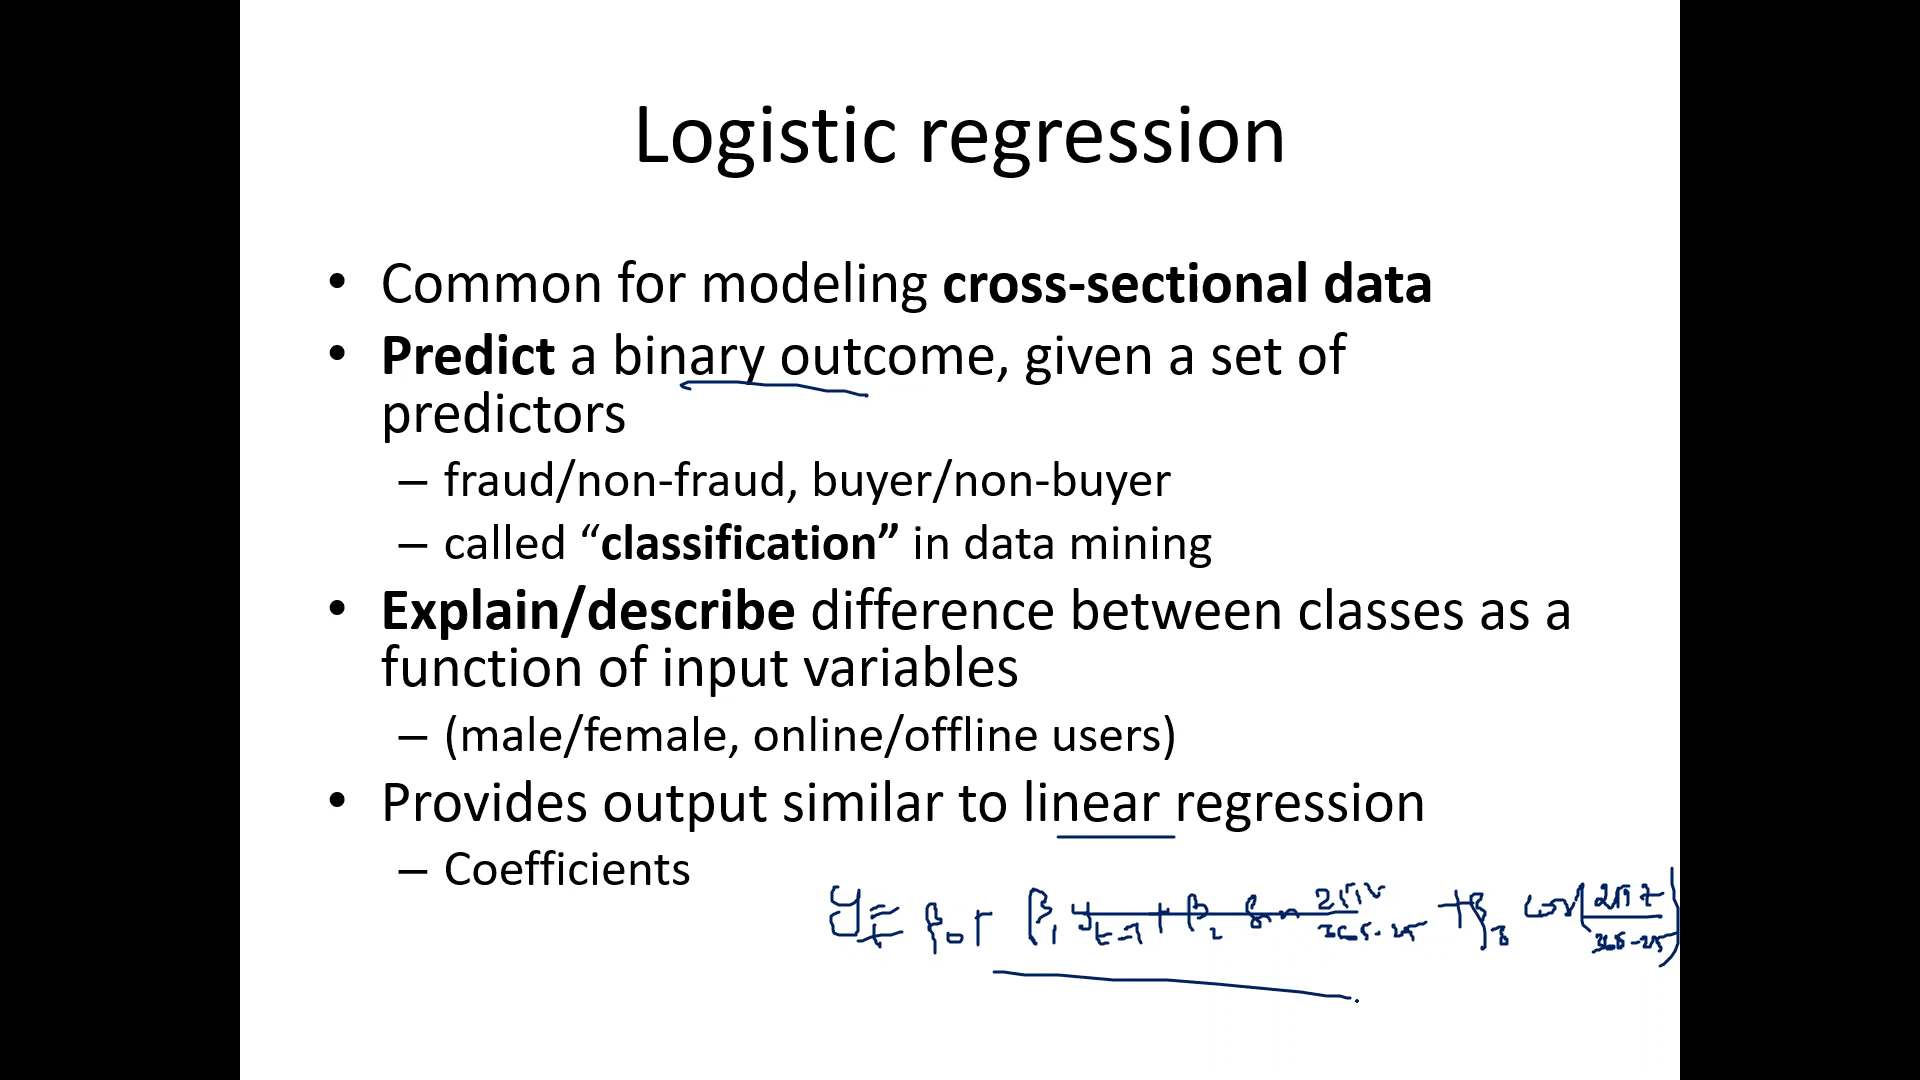 Logistic regression
• Common for modeling cross-sectional data
• Predict a binary outcome, given a set of
predictors
– fraud/non-fraud, buyer/non-buyer
– called “classification” in data mining
• Explain/describe difference between classes as a
function of input variables
– (male/female, online/offline users)
• Provides output similar to linear regression
– Coefficients